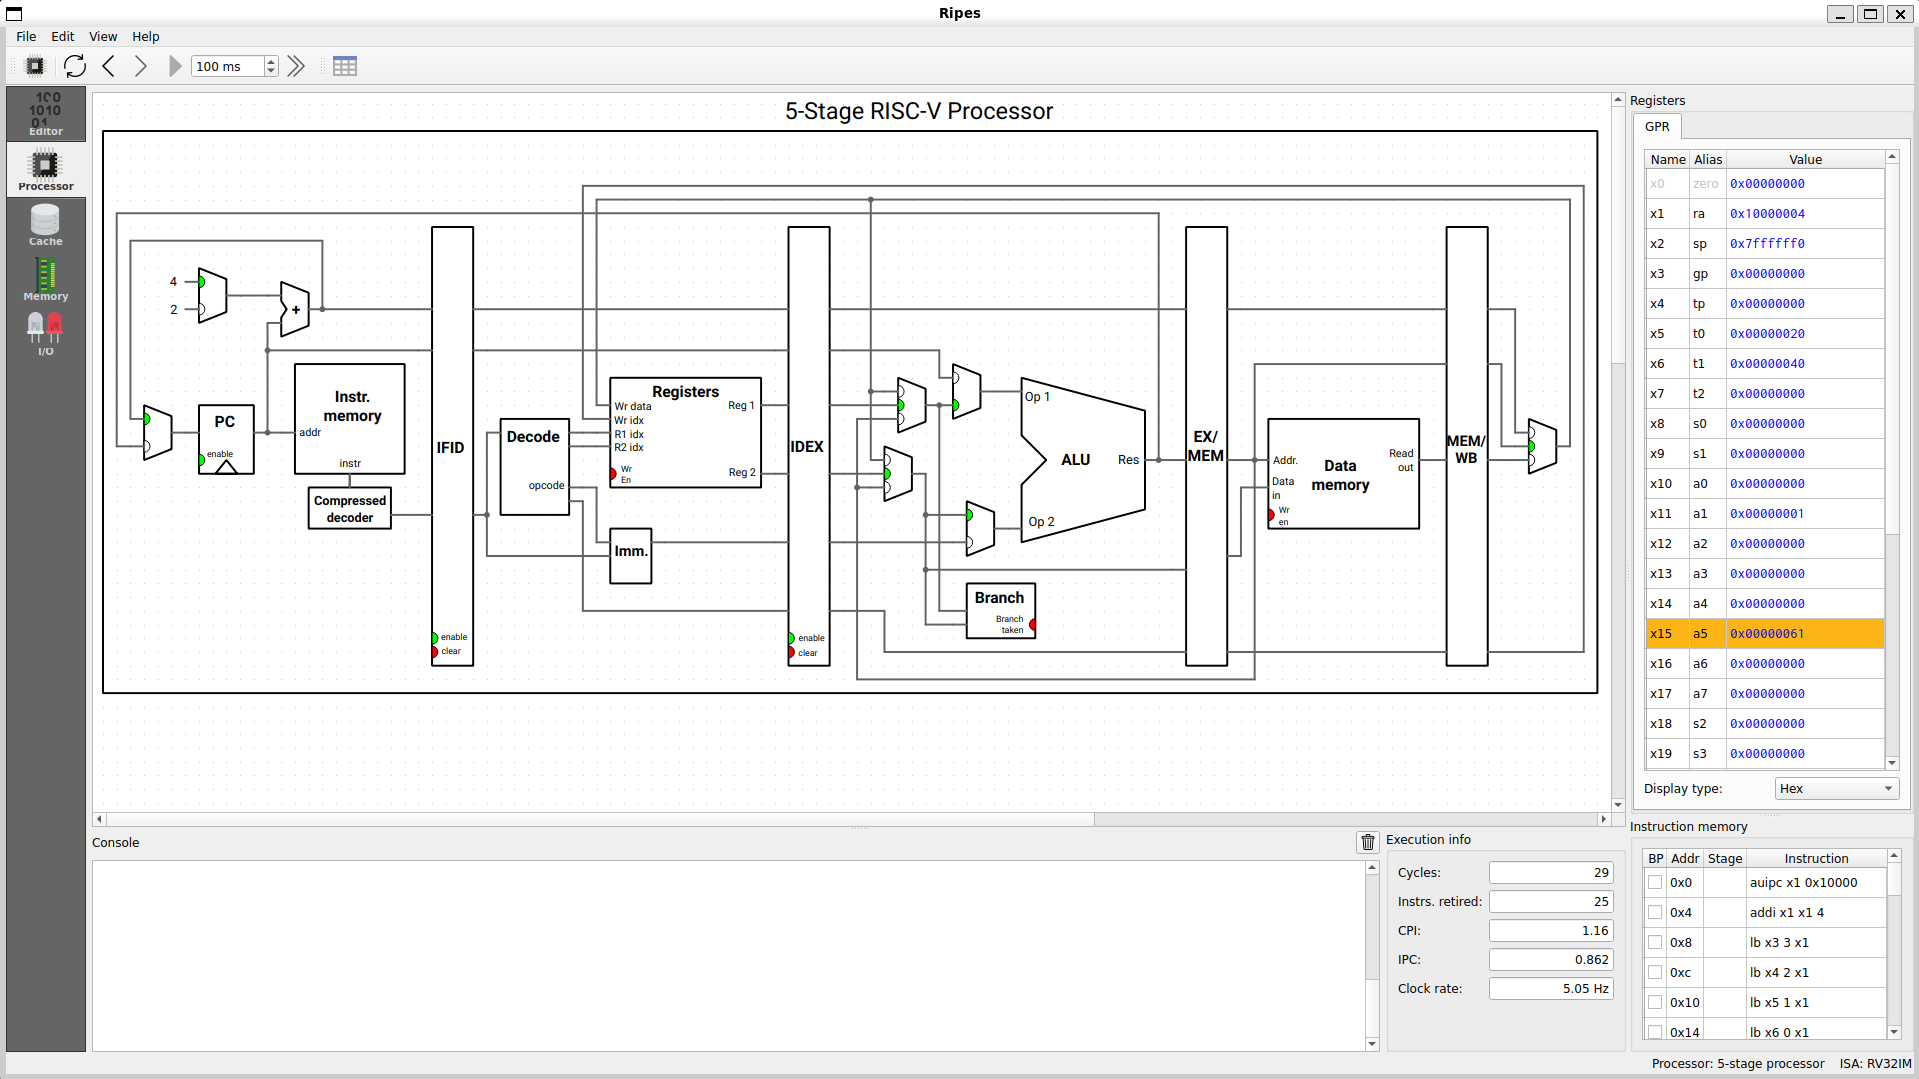 Ripes
File Edit View Help
100 ms
Editor
Processor
Cache
Memory
I/O
5-Stage RISC-V Processor
4
2
+
PC
enable
Instr. memory
addr
instr
Compressed decoder
IFID
enable
clear
Decode
opcode
Registers
Wr data
Wr idx
R1 idx
R2 idx
Wr En
Reg 1
Reg 2
Imm.
IDEX
enable
clear
Op 1
ALU
Res
Op 2
Branch
Branch taken
EX/ MEM
Addr.
Data in
Wr en
Data memory
Read out
MEM/ WB
Registers
GPR
Name Alias Value
x0 zero 0x00000000
x1 ra 0x10000004
x2 sp 0x7ffffff0
x3 gp 0x00000000
x4 tp 0x00000000
x5 t0 0x00000020
x6 t1 0x00000040
x7 t2 0x00000000
x8 s0 0x00000000
x9 s1 0x00000000
x10 a0 0x00000000
x11 a1 0x00000001
x12 a2 0x00000000
x13 a3 0x00000000
x14 a4 0x00000000
x15 a5 0x00000061
x16 a6 0x00000000
x17 a7 0x00000000
x18 s2 0x00000000
x19 s3 0x00000000
Display type: Hex
Console
Execution info
Cycles: 29
Instrs. retired: 25
CPI: 1.16
IPC: 0.862
Clock rate: 5.05 Hz
Instruction memory
BP Addr Stage Instruction
0x0 auipc x1 0x10000
0x4 addi x1 x1 4
0x8 lb x3 3 x1
0xc lb x4 2 x1
0x10 lb x5 1 x1
0x14 lb x6 0 x1
Processor: 5-stage processor ISA: RV32IM